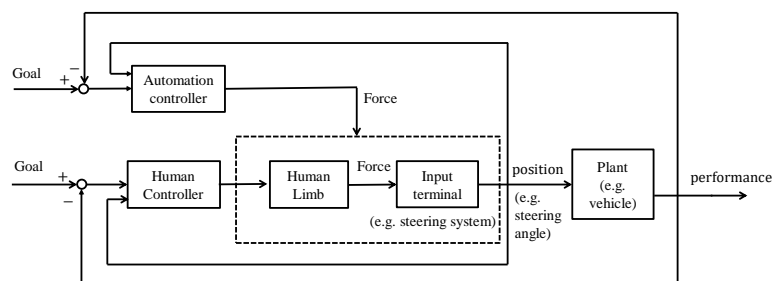 Goal
+
−
Automation
controller
Force
Goal
+
−
Human
Controller
Human
Limb
Force
Input
terminal
(e.g. steering system)
position
(e.g.
steering
angle)
Plant
(e.g.
vehicle)
performance